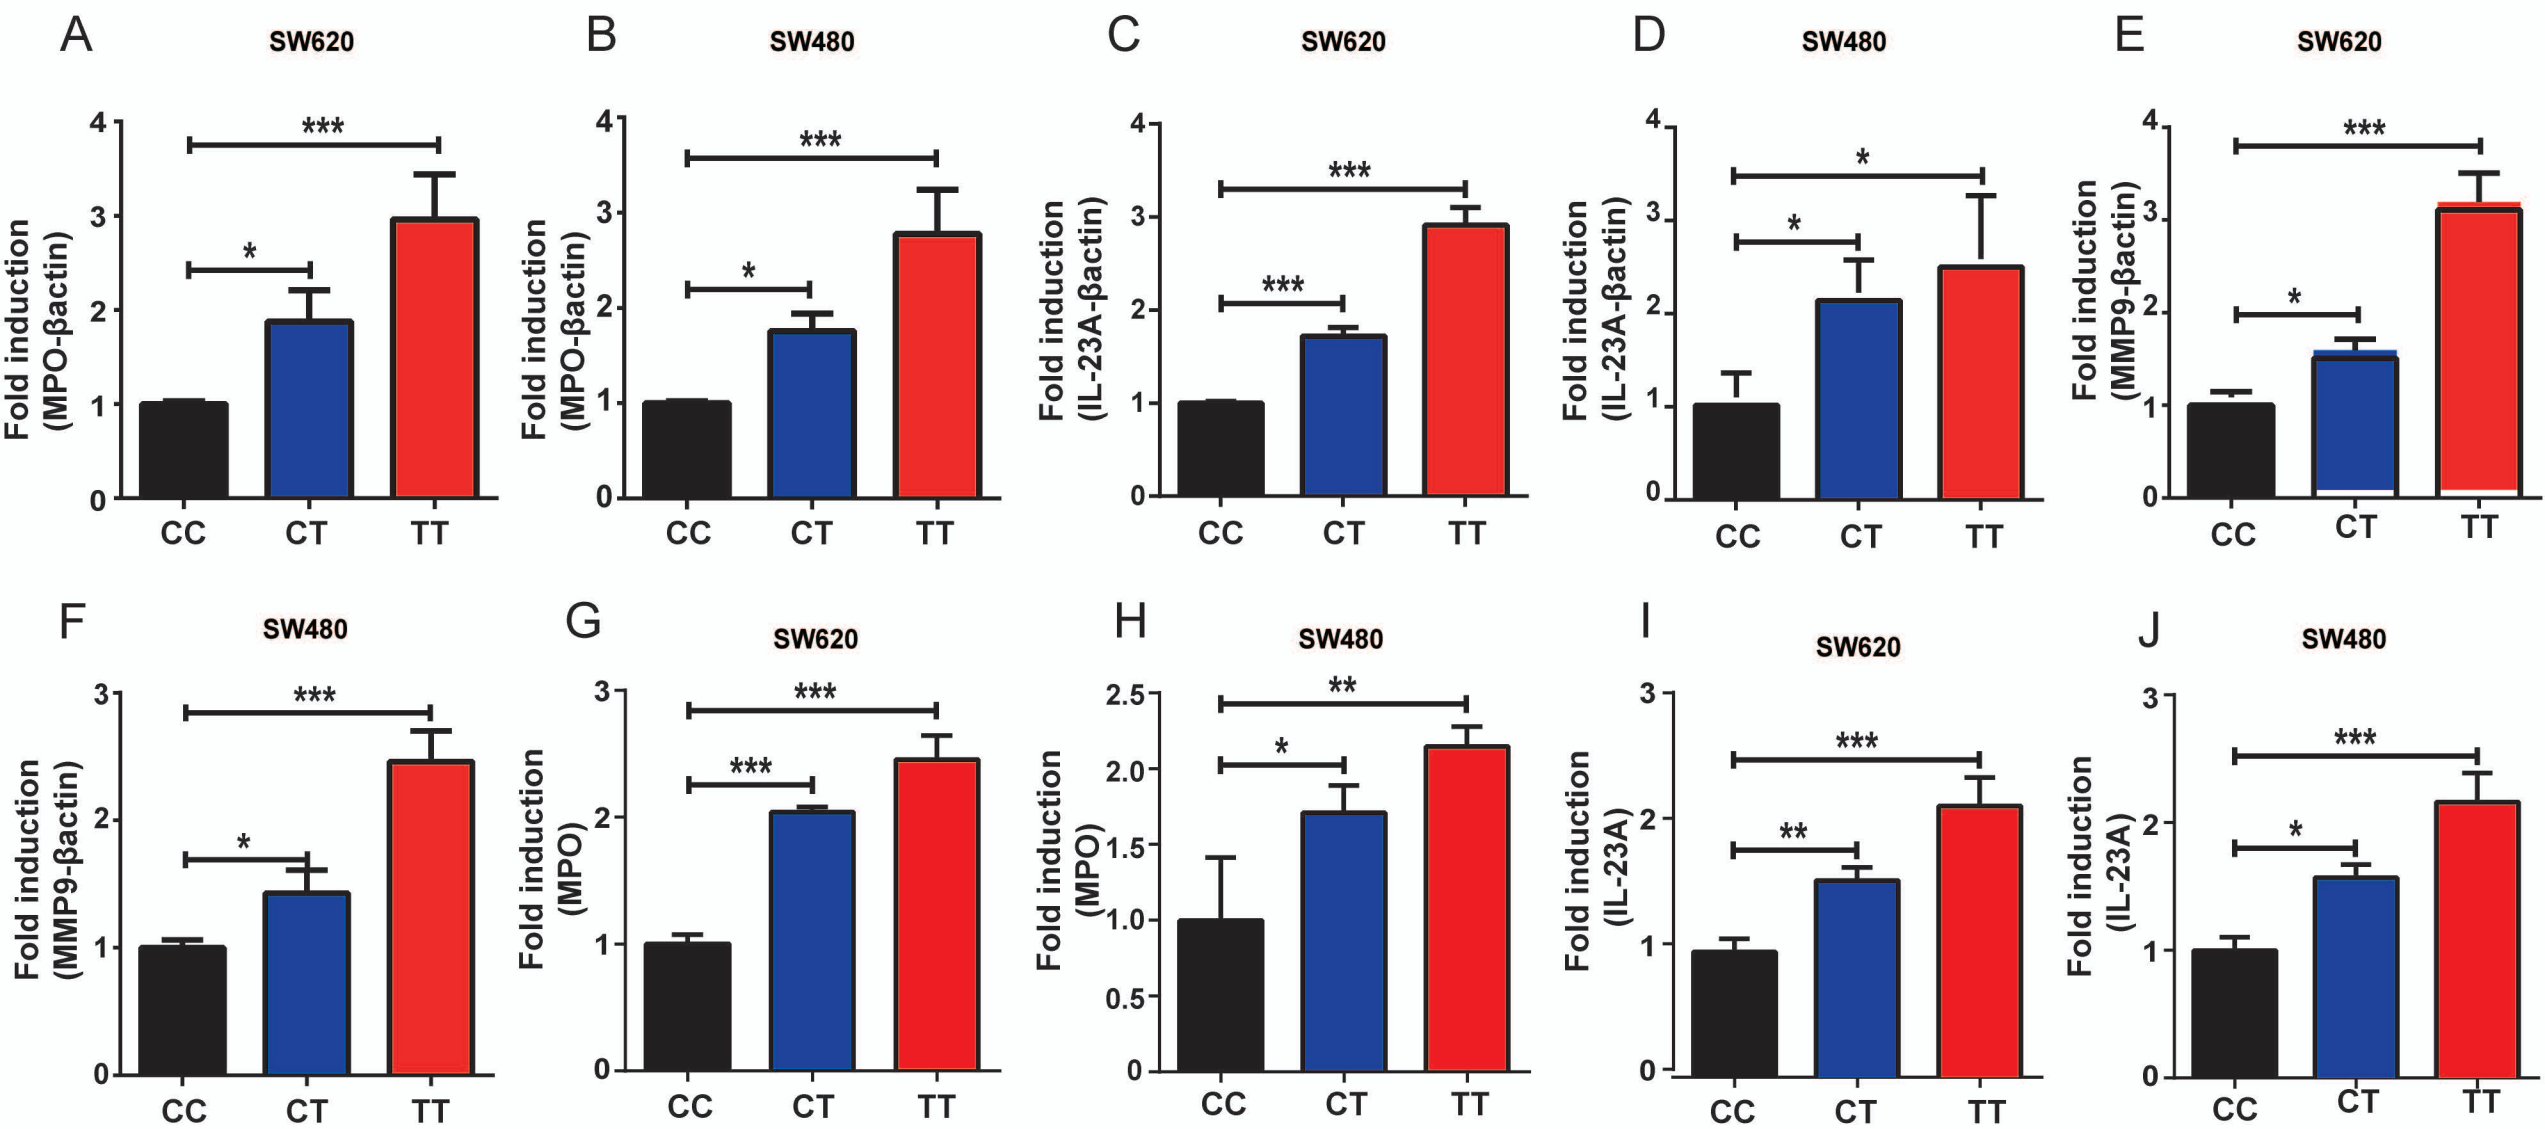 A
SW620
Fold induction
(MPO-βactin)
4
3
2
1
0
***
*
CC CT TT
B
SW480
Fold induction
(MPO-βactin)
4
3
2
1
0
***
*
CC CT TT
C
SW620
Fold induction
(IL-23A-βactin)
4
3
2
1
0
***
***
CC CT TT
D
SW480
Fold induction
(IL-23A-βactin)
4
3
2
1
0
*
*
CC CT TT
E
SW620
Fold induction
(MMP9-βactin)
4
3
2
1
0
***
*
CC CT TT
F
SW480
Fold induction
(MMP9-βactin)
3
2
1
0
***
*
CC CT TT
G
SW620
Fold induction
(MPO)
3
2
1
0
***
***
CC CT TT
H
SW480
Fold induction
(MPO)
2.5
2.0
1.5
1.0
0.5
0
**
*
CC CT TT
I
SW620
Fold induction
(IL-23A)
3
2
1
0
***
**
CC CT TT
J
SW480
Fold induction
(IL-23A)
3
2
1
0
***
*
CC CT TT